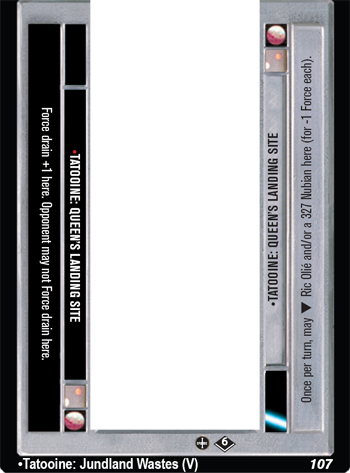 Force drain +1 here. Opponent may not Force drain here.
•TATOOINE: QUEEN'S LANDING SITE
•TATOOINE: QUEEN'S LANDING SITE
Once per turn, may ▼ Ric Olié and/or a 327 Nubian here (for -1 Force each).
6
•Tatooine: Jundland Wastes (V) 107